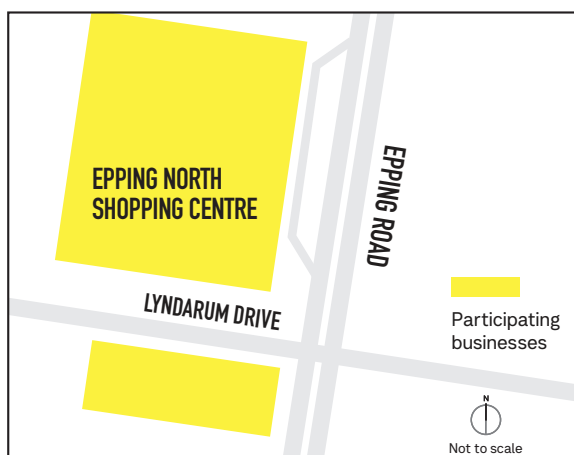 EPPING NORTH
SHOPPING CENTRE
EPPING ROAD
LYNDARUM DRIVE
Participating
businesses
N
Not to scale